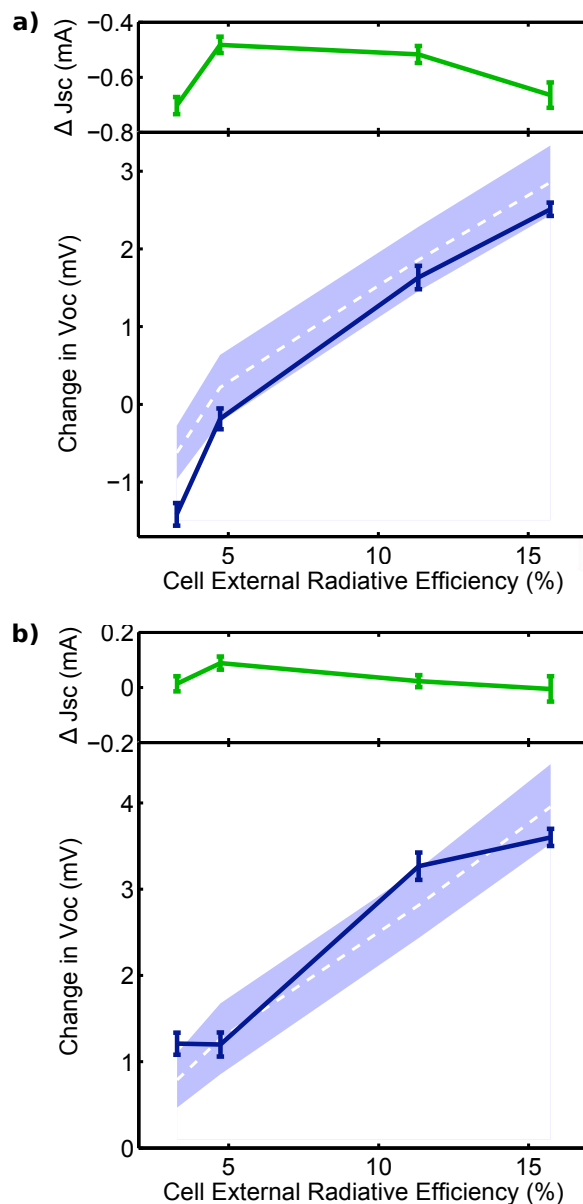 a)
−0.4
−0.6
−0.8
Δ Jsc (mA)
3
2
1
0
−1
Change in Voc (mV)
5 10 15
Cell External Radiative Efficiency (%)
b)
0.2
0
−0.2
Δ Jsc (mA)
4
3
2
1
0
Change in Voc (mV)
5 10 15
Cell External Radiative Efficiency (%)